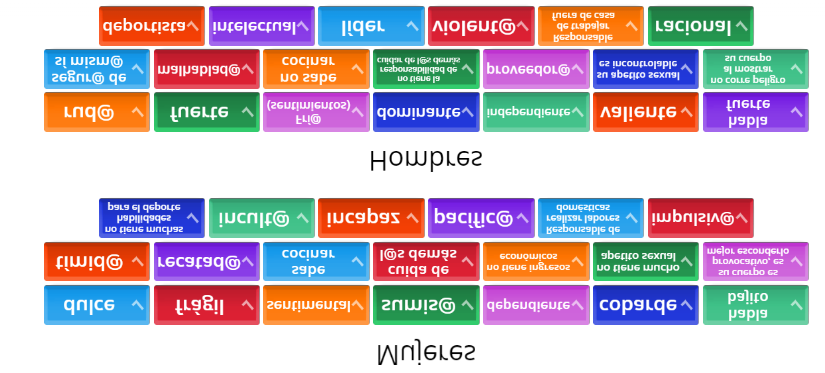 Mujeres
dulce
frágil
sentimental
sumis@
dependiente
cobarde
habla
bajito
tímid@
recatad@
sabe
cocinar
cuida de
l@s demás
no tiene ingresos
económicos
no tiene mucho
apetito sexual
su cuerpo es
provocativo, es
mejor esconderlo
no tiene muchas
habilidades
para el deporte
incult@
incapaz
pacífic@
Responsable de
realizar labores
domésticas
impulsiv@
Hombres
rud@
fuerte
Frí@
(sentimientos)
dominante
independiente
valiente
habla
fuerte
segur@ de
sí mism@
malhablad@
no sabe
cocinar
no tiene la
responsabilidad de
cuidar de l@s demás
proveedor@
su apetito sexual
es incontrolable
no corre peligro
al mostrar
su cuerpo
deportista
intelectual
líder
violent@
Responsable
de trabajar
fuera de casa
racional